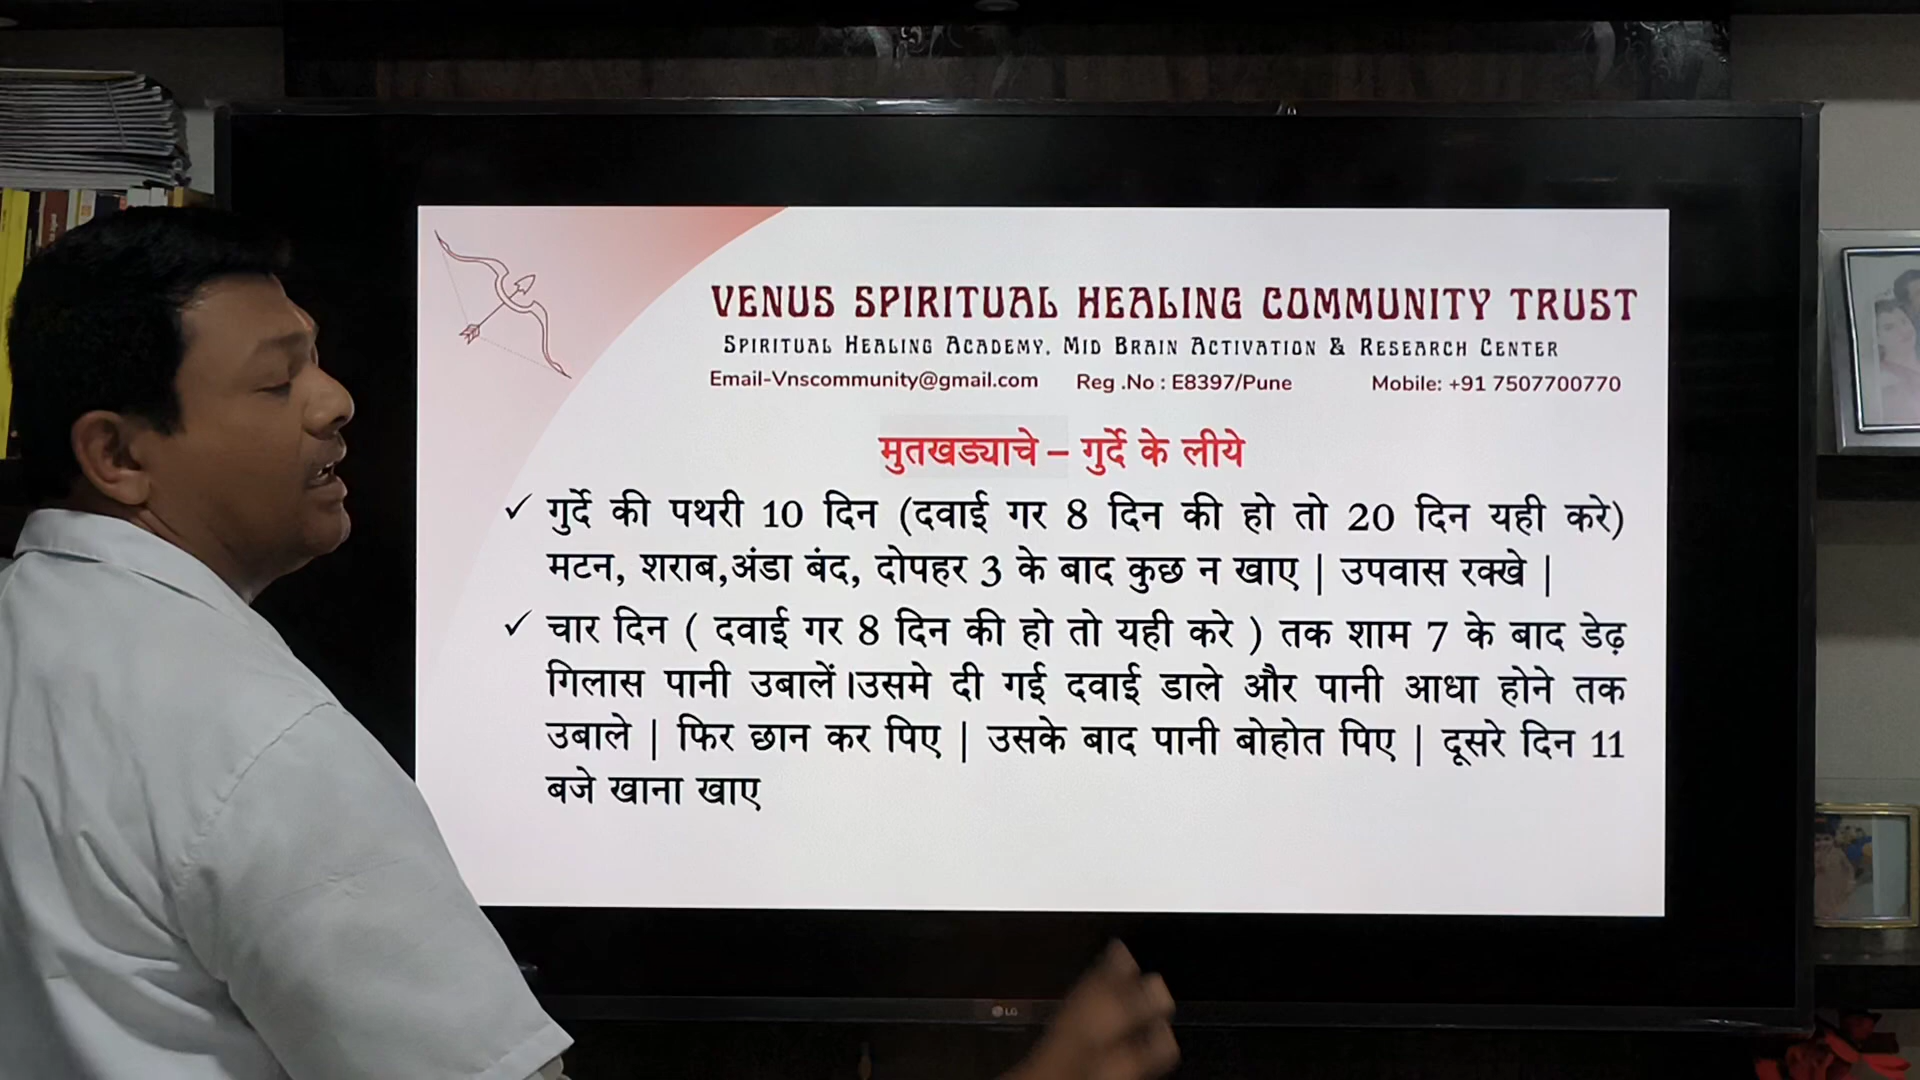 VENUS SPIRITUAL HEALING COMMUNITY TRUST
SPIRITUAL HEALING ACADEMY, MID BRAIN ACTIVATION & RESEARCH CENTER
Email-Vnscommunity@gmail.com Reg .No : E8397/Pune Mobile: +91 7507700770
मुतखड्याचे – गुर्दे के लीये
✓ गुर्दे की पथरी 10 दिन (दवाई गर 8 दिन की हो तो 20 दिन यही करे)
मटन, शराब,अंडा बंद, दोपहर 3 के बाद कुछ न खाए | उपवास रक्खे |
✓ चार दिन ( दवाई गर 8 दिन की हो तो यही करे ) तक शाम 7 के बाद डेढ़
गिलास पानी उबालें।उसमे दी गई दवाई डाले और पानी आधा होने तक
उबाले | फिर छान कर पिए | उसके बाद पानी बोहोत पिए | दूसरे दिन 11
बजे खाना खाए
LG